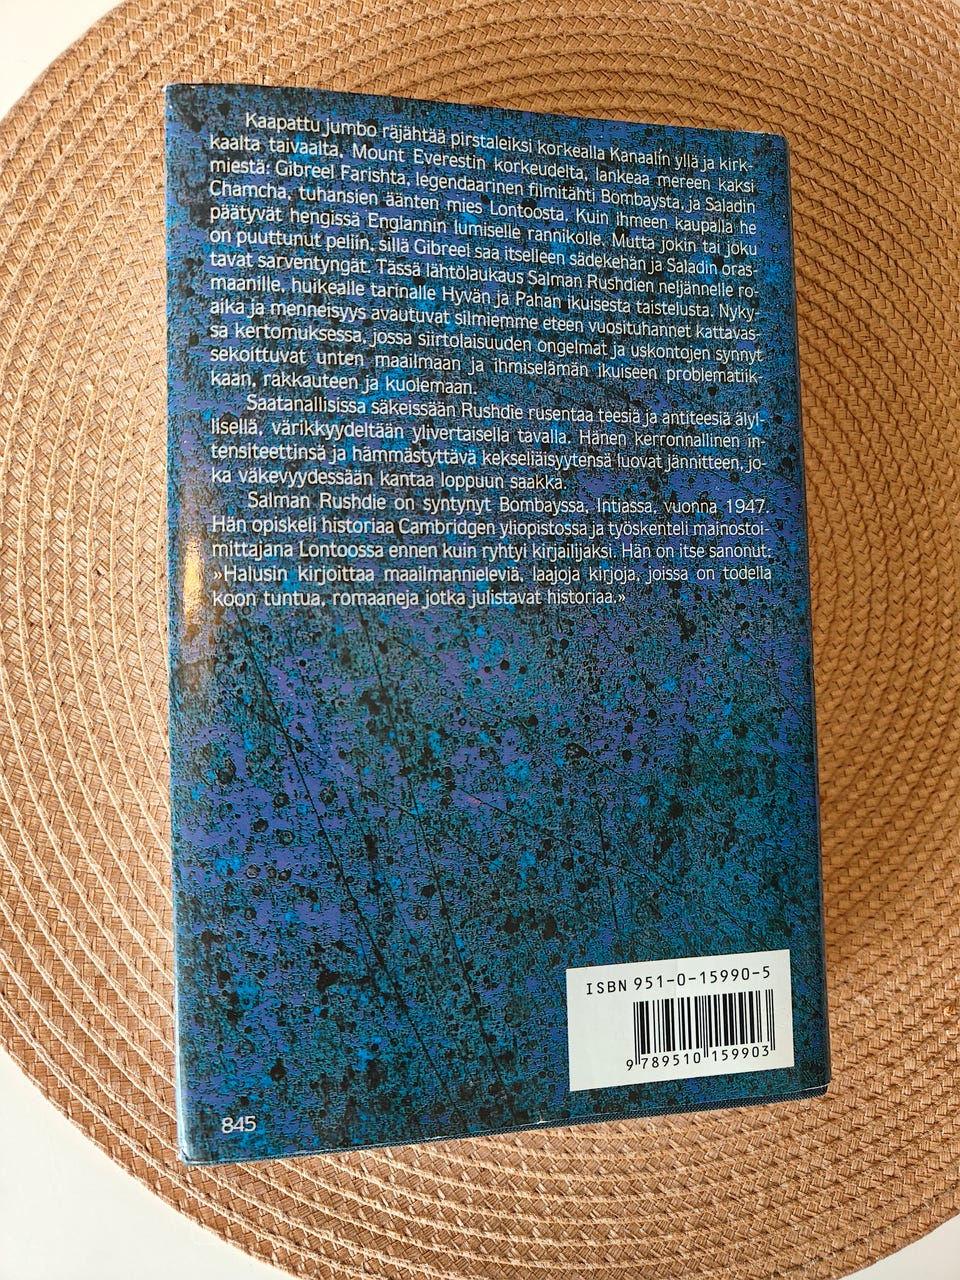 Kaapattu jumbo räjähtää pirstaleiksi korkealla Kanaalin yllä ja kirk-
kaalta taivaalta, Mount Everestin korkeudelta, lankeaa mereen kaksi
miestä: Gibreel Farishta, legendaarinen filmitähti Bombaysta, ja Saladin
Chamcha, tuhansien äänten mies Lontoosta. Kuin ihmeen kaupalla he
päätyvät hengissä Englannin lumiselle rannikolle. Mutta jokin tai joku
on puuttunut peliin, sillä Gibreel saa itselleen sädekehän ja Saladin oras-
tavat sarventyngät. Tässä lähtölaukaus Salman Rushdien neljännelle ro-
maanille, huikealle tarinalle Hyvän ja Pahan ikuisesta taistelusta. Nyky-
aika ja menneisyys avautuvat silmiemme eteen vuosituhannet kattavas-
sa kertomuksessa, jossa siirtolaisuuden ongelmat ja uskontojen synnyt
sekoittuvat unten maailmaan ja ihmiselämän ikuiseen problematiik-
kaan, rakkauteen ja kuolemaan.
Saatanallisissa säkeissään Rushdie rusentaa teesiä ja antiteesiä älyl-
lisellä, värikkyydeltään ylivertaisella tavalla. Hänen kerronnallinen in-
tensiteettinsä ja hämmästyttävä kekseliäisyytensä luovat jännitteen, jo-
ka väkevyydessään kantaa loppuun saakka.
Salman Rushdie on syntynyt Bombayssa, Intiassa, vuonna 1947.
Hän opiskeli historiaa Cambridgen yliopistossa ja työskenteli mainostoi-
mittajana Lontoossa ennen kuin ryhtyi kirjailijaksi. Hän on itse sanonut:
»Halusin kirjoittaa maailmannieleviä, laajoja kirjoja, joissa on todella
koon tuntua, romaaneja jotka julistavat historiaa.»
ISBN 951-0-15990-5
9 789510 159903
845